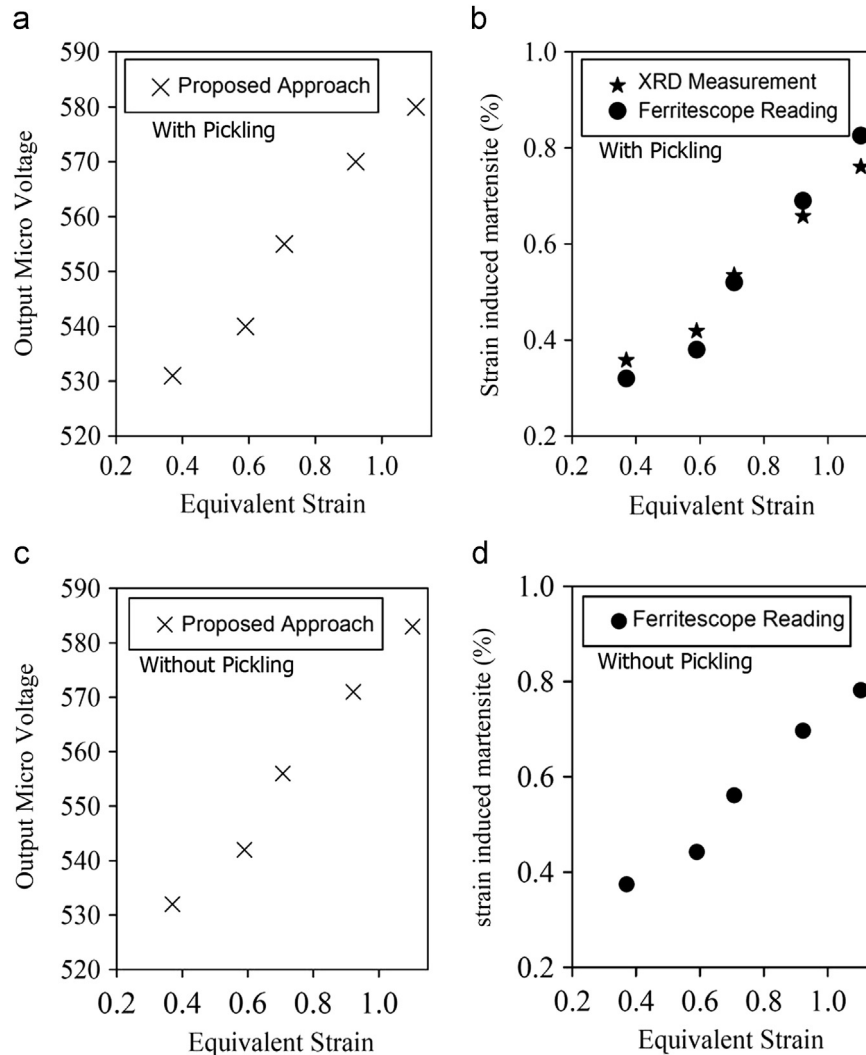 a
590
580
570
560
550
540
530
520
Output Micro Voltage
Proposed Approach
With Pickling
0.2 0.4 0.6 0.8 1.0
Equivalent Strain
b
1.0
0.8
0.6
0.4
0.2
Strain induced martensite (%)
XRD Measurement
Ferritescope Reading
With Pickling
0.2 0.4 0.6 0.8 1.0
Equivalent Strain
c
590
580
570
560
550
540
530
520
Output Micro Voltage
Proposed Approach
Without Pickling
0.2 0.4 0.6 0.8 1.0
Equivalent Strain
d
1.0
0.8
0.6
0.4
0.2
strain induced martensite (%)
Ferritescope Reading
Without Pickling
0.2 0.4 0.6 0.8 1.0
Equivalent Strain